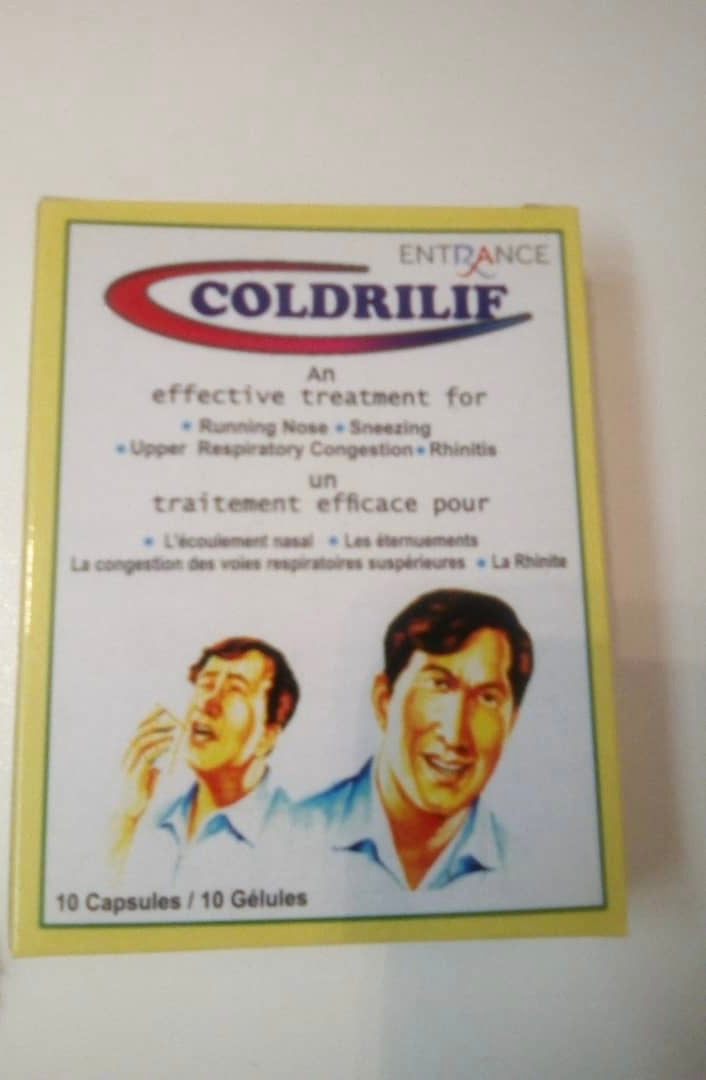 ENTRANCE
COLDRILIF
An
effective treatment for
• Running Nose • Sneezing
• Upper Respiratory Congestion • Rhinitis
un
traitement efficace pour
• L'écoulement nasal • Les éternuements
La congestion des voies respiratoires suspérieures • La Rhinite
10 Capsules / 10 Gélules